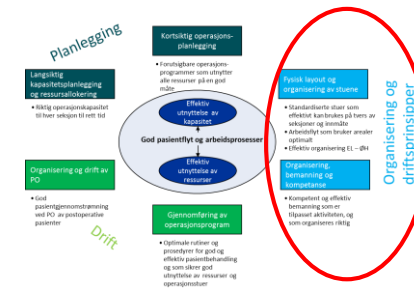 Planlegging
Kortsiktig operasjons-
planlegging
• Forutsigbare operasjons-
programmer som utnytter
alle ressurser på en god
måte
Langsiktig
kapasitetsplanlegging
og ressursallokering
• Riktig operasjonskapasitet
til hver seksjon til rett tid
Fysisk layout og
organisering av stuene
• Standardiserte stuer som
effektivt kan brukes på tvers av
seksjoner og innmåte
• Arbeidsflyt som bruker arealer
optimalt
• Effektiv organisering EL – ØH
Effektiv
utnyttelse av
kapasitet
God pasientflyt og arbeidsprosesser
Effektiv
utnyttelse av
ressurser
Organisering og drift av
PO
• God
pasientgjennomstrømning
ved PO av postoperative
pasienter
Organisering,
bemanning og
kompetanse
• Kompetent og effektiv
bemanning som er
tilpasset aktiviteten, og
som organiseres riktig
Drift
Gjennomføring av
operasjonsprogram
• Optimale rutiner og
prosedyrer for god og
effektiv pasientbehandling
og som sikrer god
utnyttelse av ressurser og
operasjonsstuer
Organisering og
driftsprinsipper